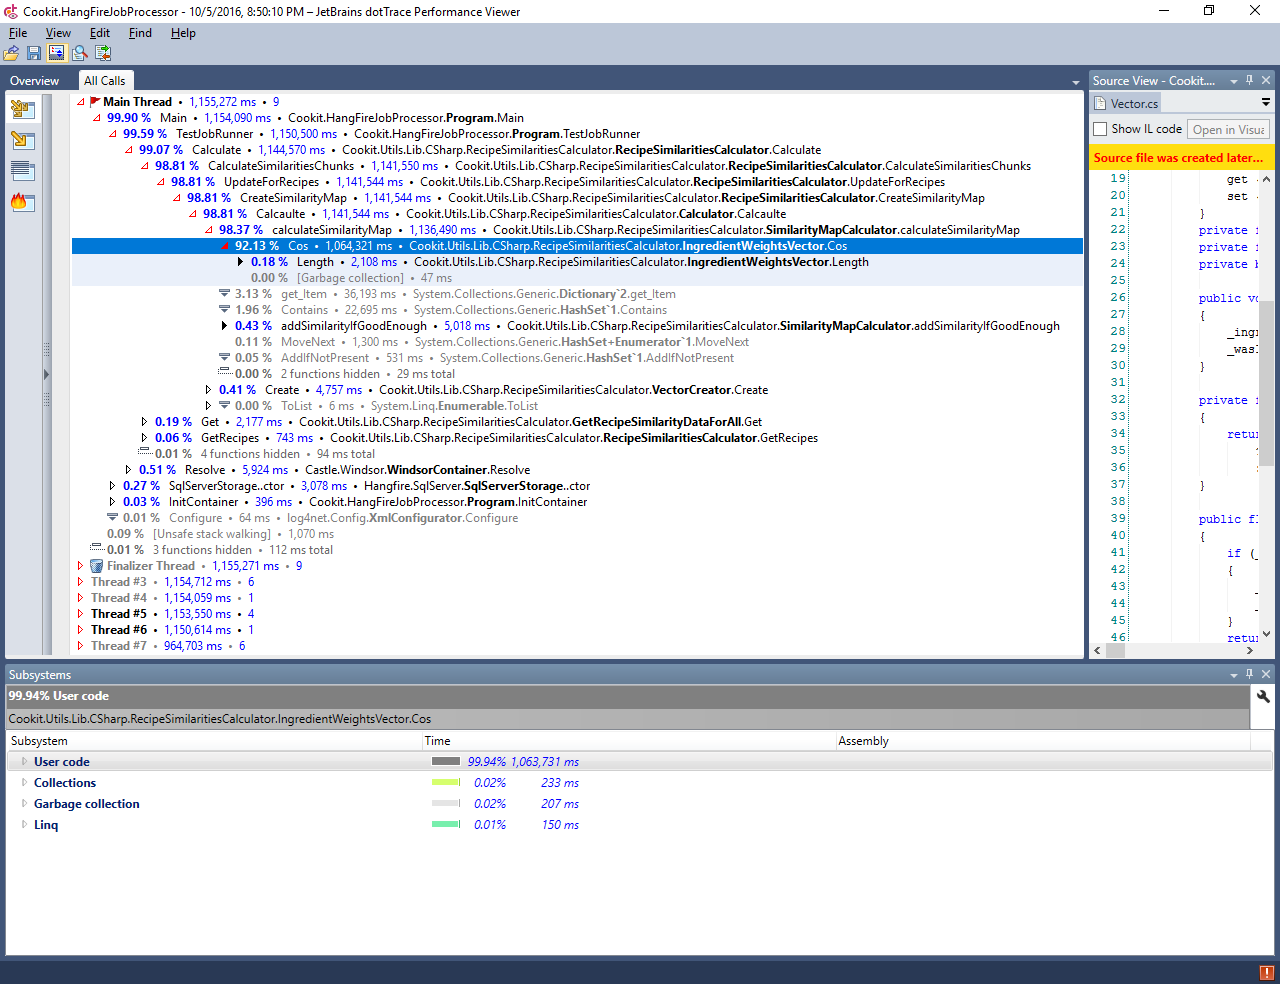 Cookit.HangFireJobProcessor - 10/5/2016, 8:50:10 PM – JetBrains dotTrace Performance Viewer
File View Edit Find Help
Overview All Calls
Main Thread • 1,155,272 ms • 9
99.90 % Main • 1,154,090 ms • Cookit.HangFireJobProcessor.Program.Main
99.59 % TestJobRunner • 1,150,500 ms • Cookit.HangFireJobProcessor.Program.TestJobRunner
99.07 % Calculate • 1,144,570 ms • Cookit.Utils.Lib.CSharp.RecipeSimilaritiesCalculator.RecipeSimilaritiesCalculator.Calculate
98.81 % CalculateSimilaritiesChunks • 1,141,550 ms • Cookit.Utils.Lib.CSharp.RecipeSimilaritiesCalculator.RecipeSimilaritiesCalculator.CalculateSimilaritiesChunks
98.81 % UpdateForRecipes • 1,141,544 ms • Cookit.Utils.Lib.CSharp.RecipeSimilaritiesCalculator.RecipeSimilaritiesCalculator.UpdateForRecipes
98.81 % CreateSimilarityMap • 1,141,544 ms • Cookit.Utils.Lib.CSharp.RecipeSimilaritiesCalculator.RecipeSimilaritiesCalculator.CreateSimilarityMap
98.81 % Calcaulte • 1,141,544 ms • Cookit.Utils.Lib.CSharp.RecipeSimilaritiesCalculator.Calculator.Calcaulte
98.37 % calculateSimilarityMap • 1,136,490 ms • Cookit.Utils.Lib.CSharp.RecipeSimilaritiesCalculator.SimilarityMapCalculator.calculateSimilarityMap
92.13 % Cos • 1,064,321 ms • Cookit.Utils.Lib.CSharp.RecipeSimilaritiesCalculator.IngredientWeightsVector.Cos
0.18 % Length • 2,108 ms • Cookit.Utils.Lib.CSharp.RecipeSimilaritiesCalculator.IngredientWeightsVector.Length
0.00 % [Garbage collection] • 47 ms
3.13 % get_Item • 36,193 ms • System.Collections.Generic.Dictionary`2.get_Item
1.96 % Contains • 22,695 ms • System.Collections.Generic.HashSet`1.Contains
0.43 % addSimilarityIfGoodEnough • 5,018 ms • Cookit.Utils.Lib.CSharp.RecipeSimilaritiesCalculator.SimilarityMapCalculator.addSimilarityIfGoodEnough
0.11 % MoveNext • 1,300 ms • System.Collections.Generic.HashSet+Enumerator`1.MoveNext
0.05 % AddIfNotPresent • 531 ms • System.Collections.Generic.HashSet`1.AddIfNotPresent
0.00 % 2 functions hidden • 29 ms total
0.41 % Create • 4,757 ms • Cookit.Utils.Lib.CSharp.RecipeSimilaritiesCalculator.VectorCreator.Create
0.00 % ToList • 6 ms • System.Linq.Enumerable.ToList
0.19 % Get • 2,177 ms • Cookit.Utils.Lib.CSharp.RecipeSimilaritiesCalculator.GetRecipeSimilarityDataForAll.Get
0.06 % GetRecipes • 743 ms • Cookit.Utils.Lib.CSharp.RecipeSimilaritiesCalculator.RecipeSimilaritiesCalculator.GetRecipes
0.01 % 4 functions hidden • 94 ms total
0.51 % Resolve • 5,924 ms • Castle.Windsor.WindsorContainer.Resolve
0.27 % SqlServerStorage..ctor • 3,078 ms • Hangfire.SqlServer.SqlServerStorage..ctor
0.03 % InitContainer • 396 ms • Cookit.HangFireJobProcessor.Program.InitContainer
0.01 % Configure • 64 ms • log4net.Config.XmlConfigurator.Configure
0.09 % [Unsafe stack walking] • 1,070 ms
0.01 % 3 functions hidden • 112 ms total
Finalizer Thread • 1,155,271 ms • 9
Thread #3 • 1,154,712 ms • 6
Thread #4 • 1,154,059 ms • 1
Thread #5 • 1,153,550 ms • 4
Thread #6 • 1,150,614 ms • 1
Thread #7 • 964,703 ms • 6
Source View - Cookit....
Vector.cs
Show IL code Open in Visua
Source file was created later...
19 get
20 set
21 }
22 private
23 private
24 private
25
26 public vo
27 {
28 _ingr
29 _wasL
30 }
31
32 private
33 {
34 retu
35
36
37 }
38
39 public fl
40 {
41 if (
42 {
43
44
45 }
46 retu
Subsystems
99.94% User code
Cookit.Utils.Lib.CSharp.RecipeSimilaritiesCalculator.IngredientWeightsVector.Cos
Subsystem Time Assembly
User code 99.94% 1,063,731 ms
Collections 0.02% 233 ms
Garbage collection 0.02% 207 ms
Linq 0.01% 150 ms